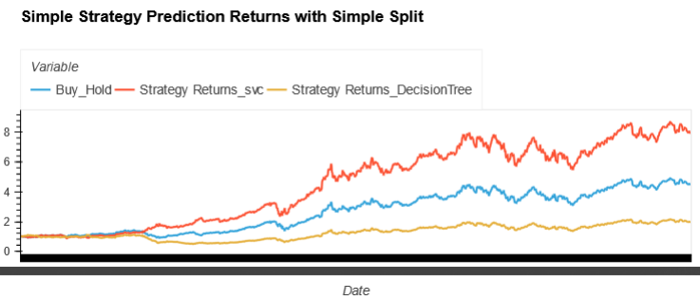 Simple Strategy Prediction Returns with Simple Split
Variable
Buy_Hold Strategy Returns_svc Strategy Returns_DecisionTree
8
6
4
2
0
Date